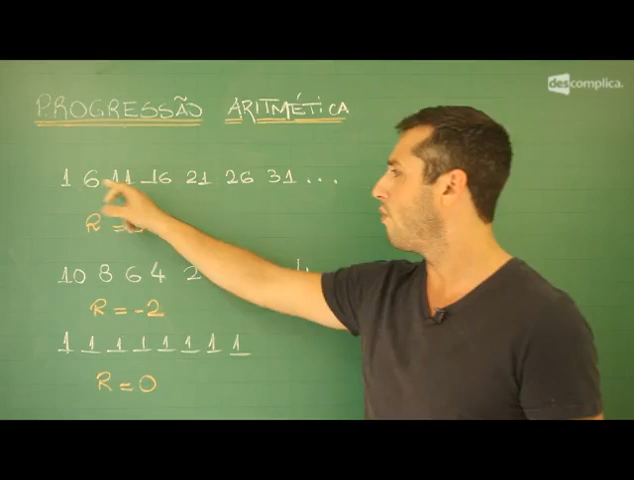 descomplica.
PROGRESSÃO ARITMÉTICA
1 6 11 16 21 26 31 ...
R =
10 8 6 4 2
R = -2
1 1 1 1 1 1 1 1
R = 0